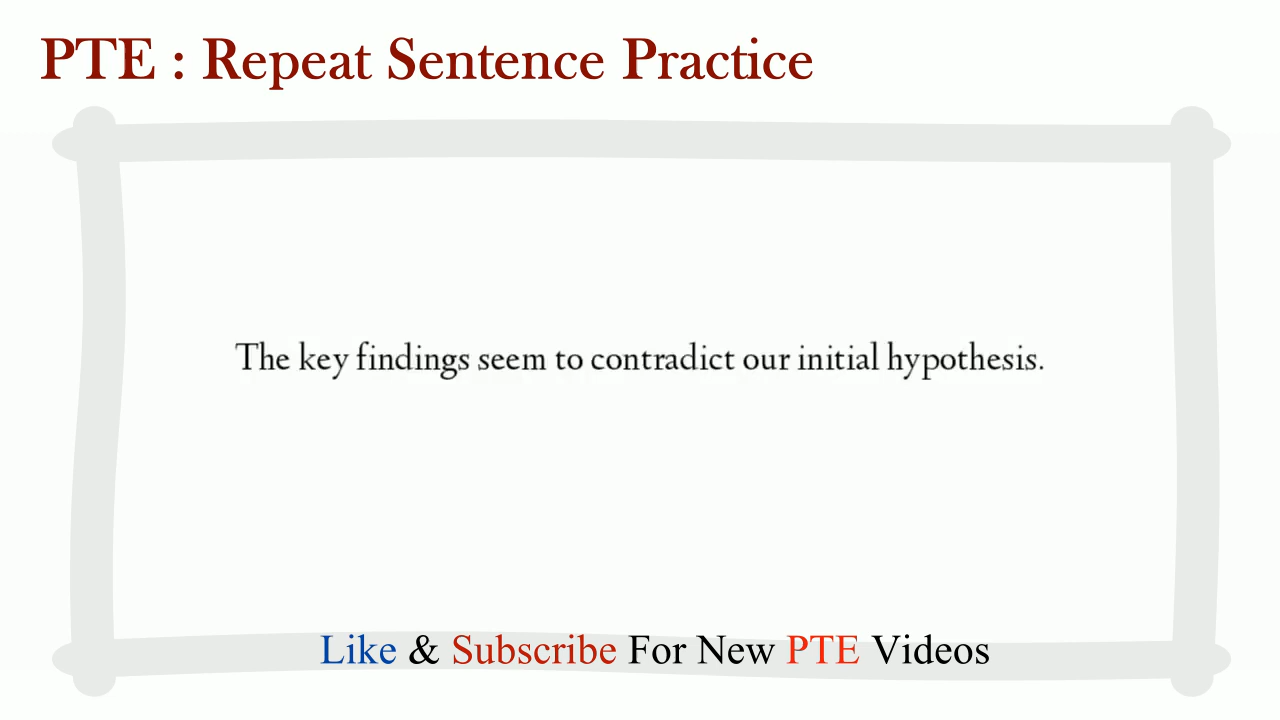 PTE : Repeat Sentence Practice
The key findings seem to contradict our initial hypothesis.
Like & Subscribe For New PTE Videos